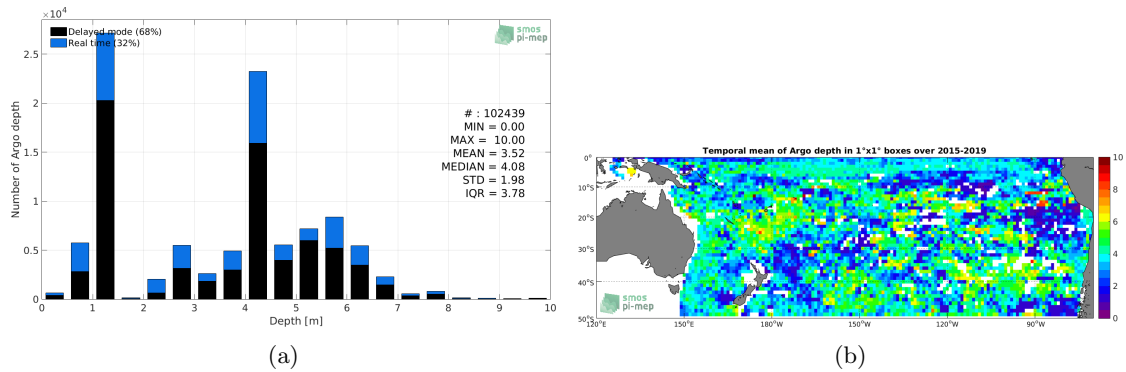 ×10⁴
Delayed mode (68%)
Real time (32%)
smos
pi-mep
# : 102439
MIN = 0.00
MAX = 10.00
MEAN = 3.52
MEDIAN = 4.08
STD = 1.98
IQR = 3.78
Number of Argo depth
2.5
2
1.5
1
0.5
0
0 1 2 3 4 5 6 7 8 9 10
Depth [m]
(a)
Temporal mean of Argo depth in 1°x1° boxes over 2015-2019
0°
10°S
20°S
30°S
40°S
50°S
120°E 150°E 180°W 150°W 120°W 90°W
smos
pi-mep
10
8
6
4
2
0
(b)